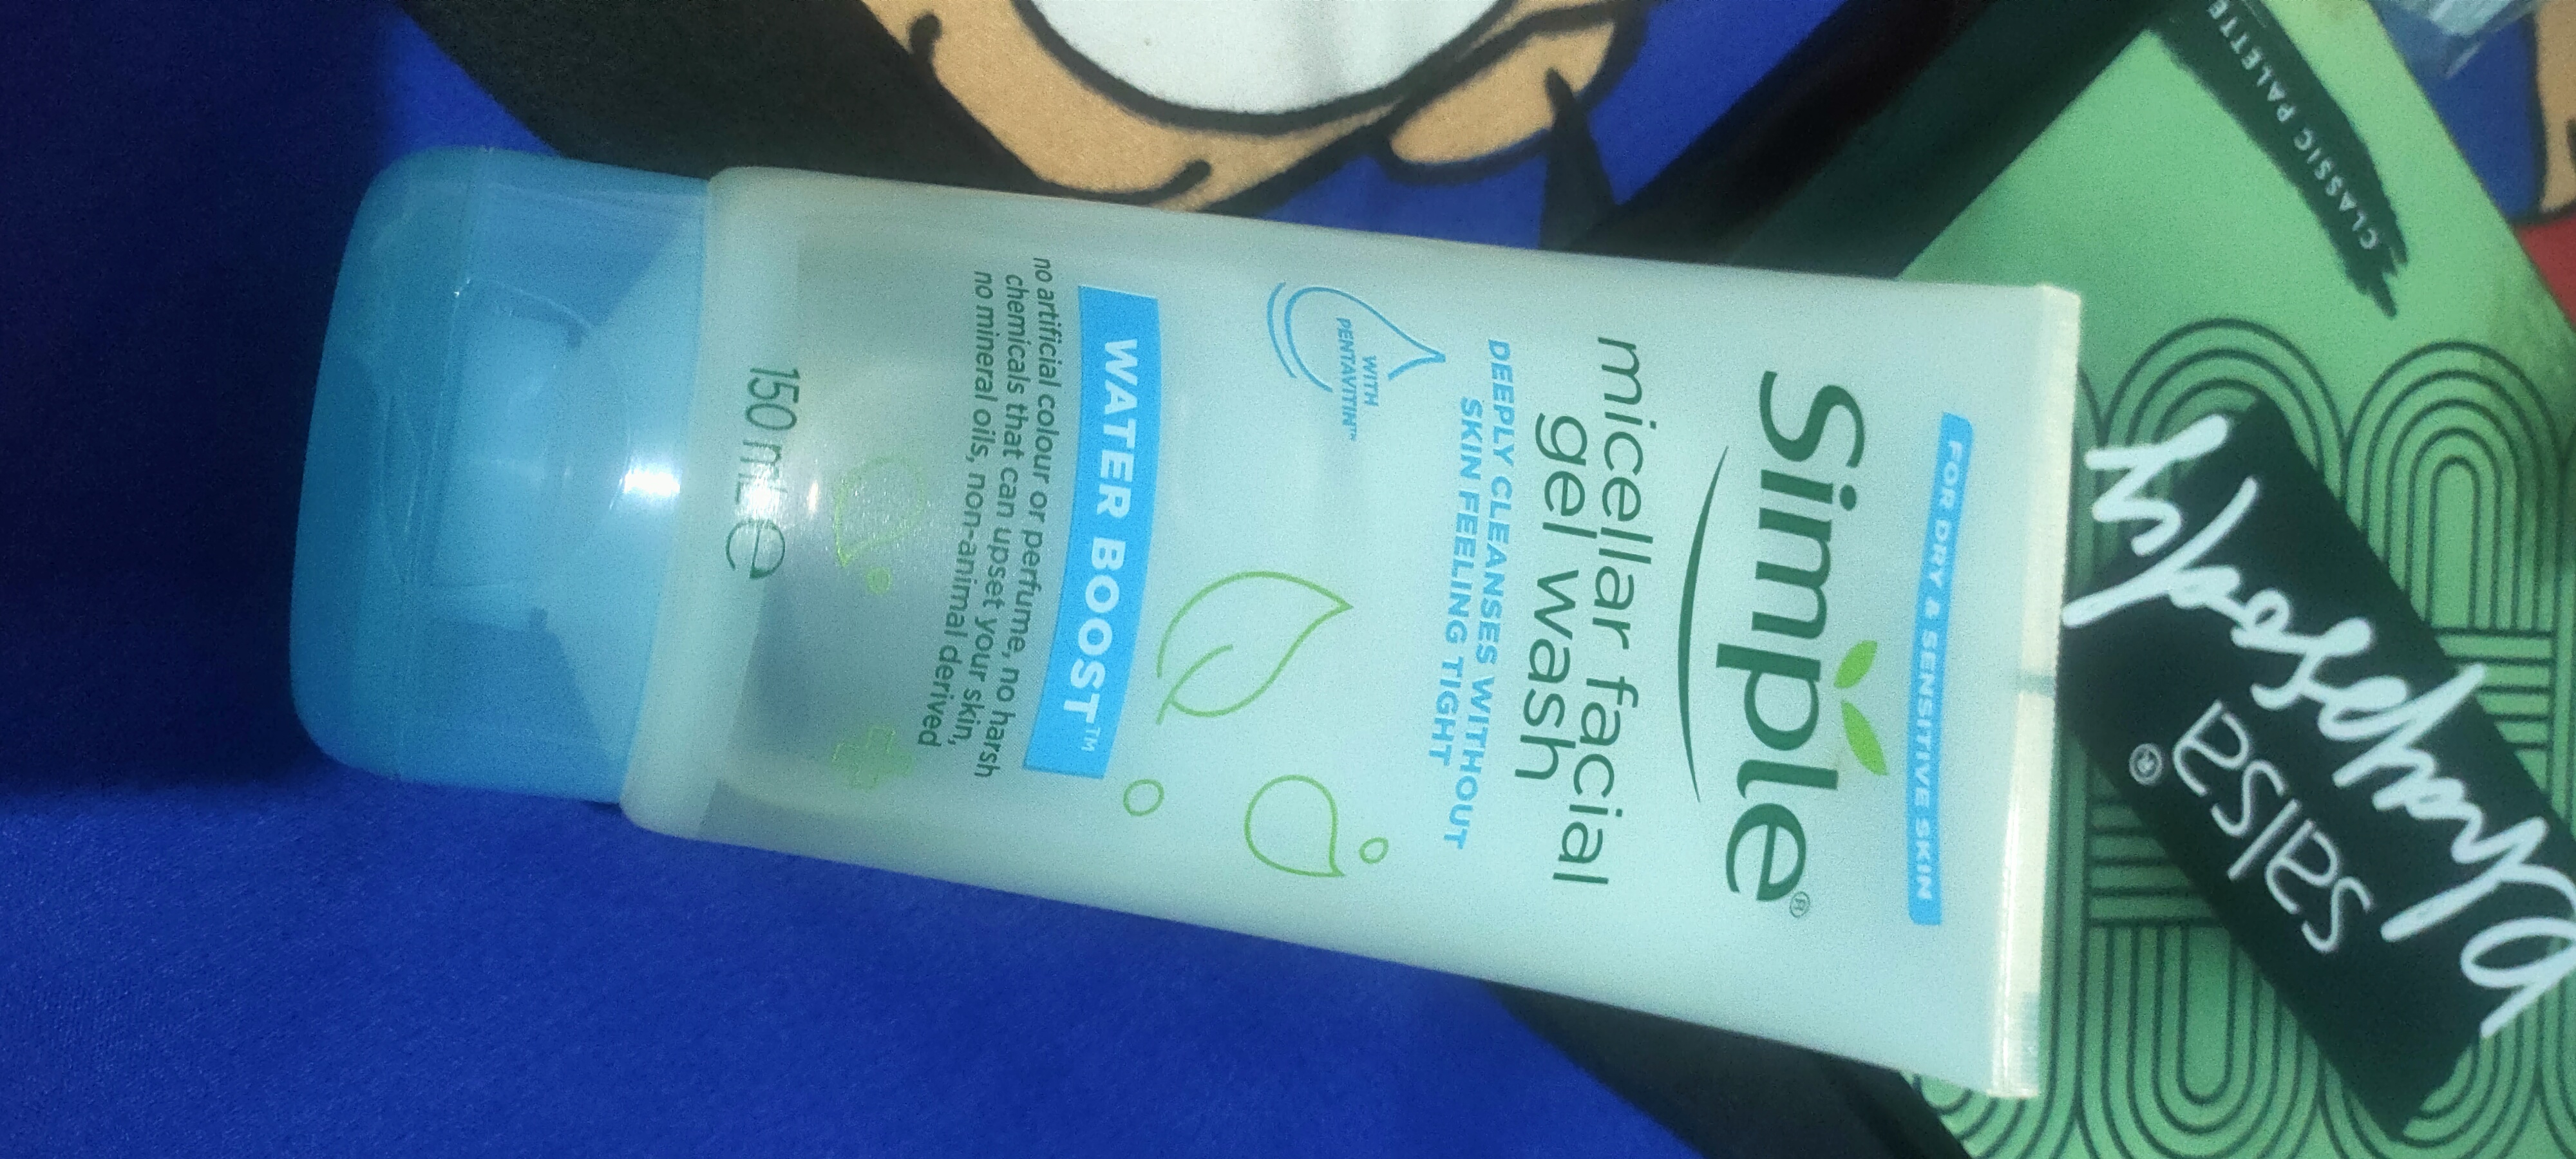 FOR DRY & SENSITIVE SKIN
Simple®
micellar facial
gel wash
DEEPLY CLEANSES WITHOUT
SKIN FEELING TIGHT
WITH
PENTAVITIN™
WATER BOOST™
no artificial colour or perfume, no harsh
chemicals that can upset your skin,
no mineral oils, non-animal derived
150 mL e
CLASSIC PALETTE
salsa®